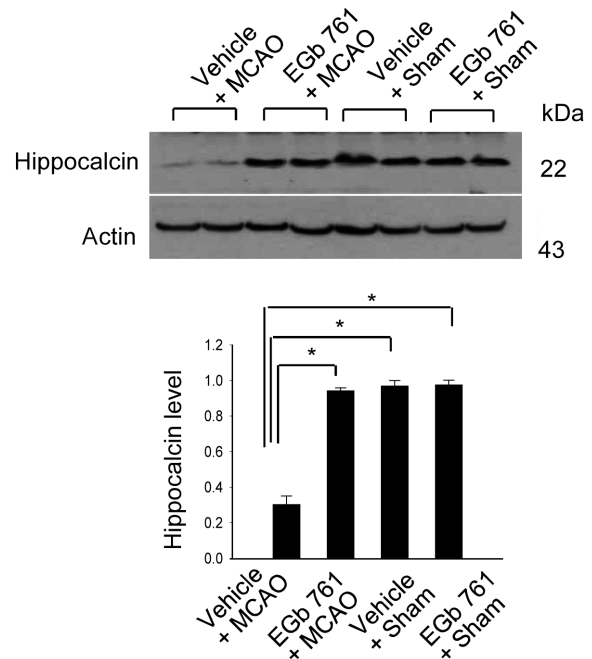 Vehicle
+ MCAO
EGb 761
+ MCAO
Vehicle
+ Sham
EGb 761
+ Sham
kDa
Hippocalcin
22
Actin
43
*
*
*
Hippocalcin level
1.2
1.0
0.8
0.6
0.4
0.2
0.0
Vehicle
+ MCAO
EGb 761
+ MCAO
Vehicle
+ Sham
EGb 761
+ Sham